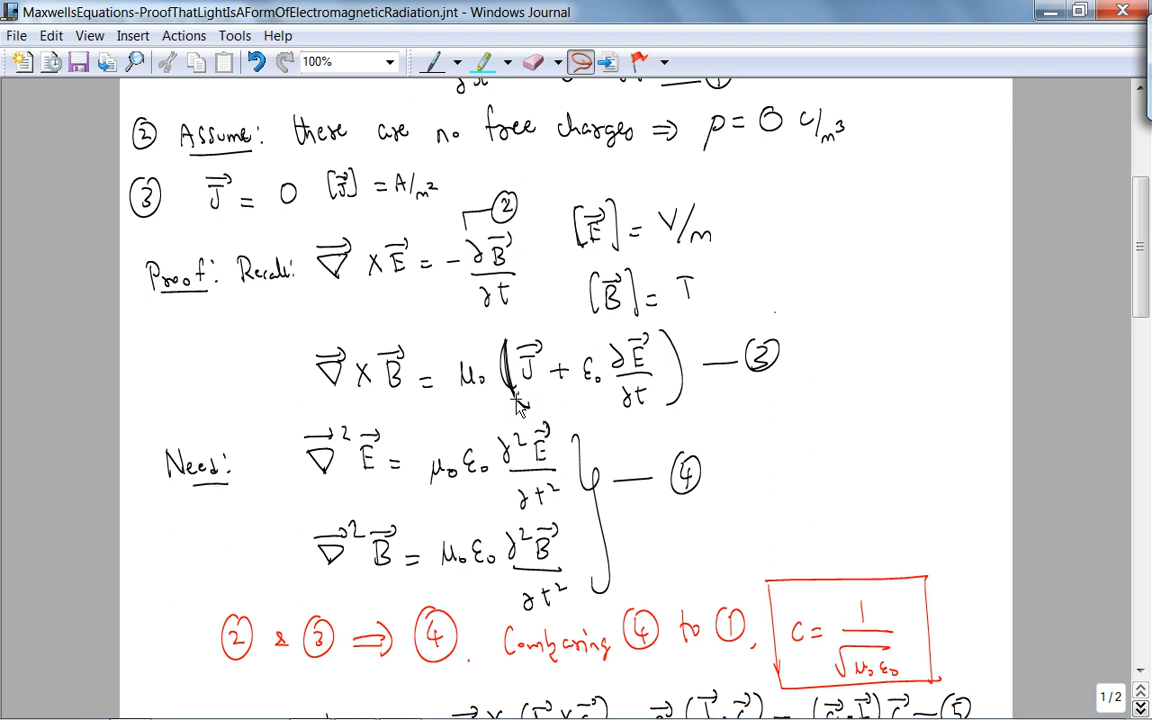 MaxwellsEquations-ProofThatLightIsAFormOfElectromagneticRadiation.jnt - Windows Journal
File Edit View Insert Actions Tools Help
100%
② Assume: there are no free charges ⇒ ρ = 0 C/m³
③ J⃗ = 0 [J⃗] = A/m²
Proof: Recall: ∇⃗ × E⃗ = - ∂B⃗/∂t ② [E⃗] = V/m
[B⃗] = T
∇⃗ × B⃗ = μ₀ (J⃗ + ε₀ ∂E⃗/∂t) — ③
Need: ∇⃗² E⃗ = μ₀ε₀ ∂²E⃗/∂t²
∇⃗² B⃗ = μ₀ε₀ ∂²B⃗/∂t² } — ④
② & ③ ⇒ ④. Comparing ④ to ①, c = 1/√μ₀ε₀
1 / 2